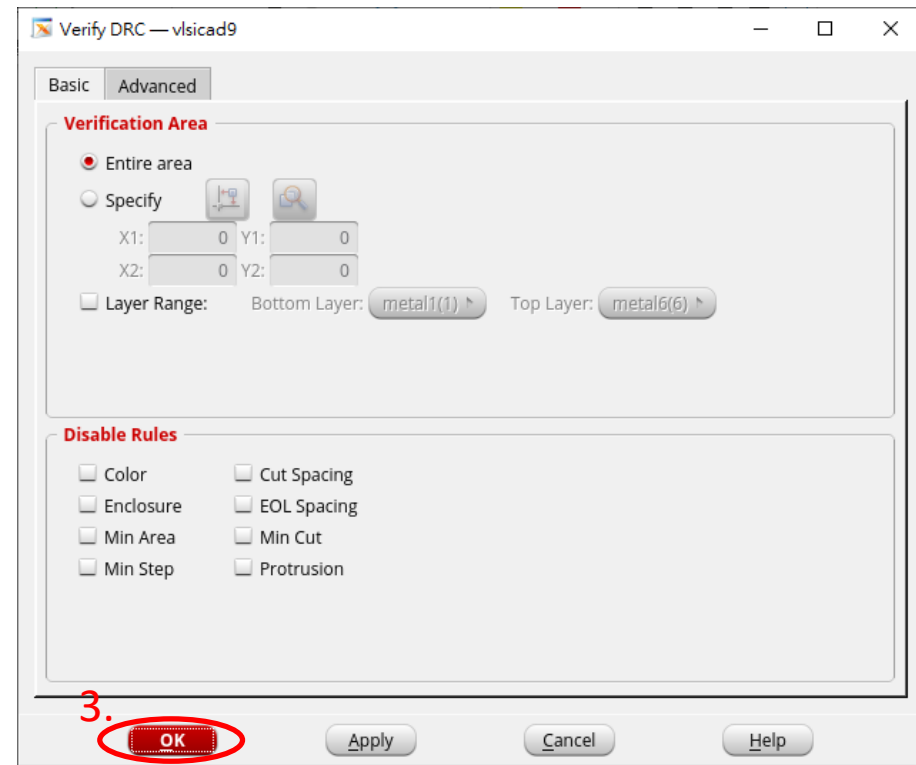 Verify DRC — vlsicad9
Basic Advanced
Verification Area
Entire area
Specify
X1: 0 Y1: 0
X2: 0 Y2: 0
Layer Range: Bottom Layer: metal1(1) Top Layer: metal6(6)
Disable Rules
Color Cut Spacing
Enclosure EOL Spacing
Min Area Min Cut
Min Step Protrusion
3.
OK Apply Cancel Help